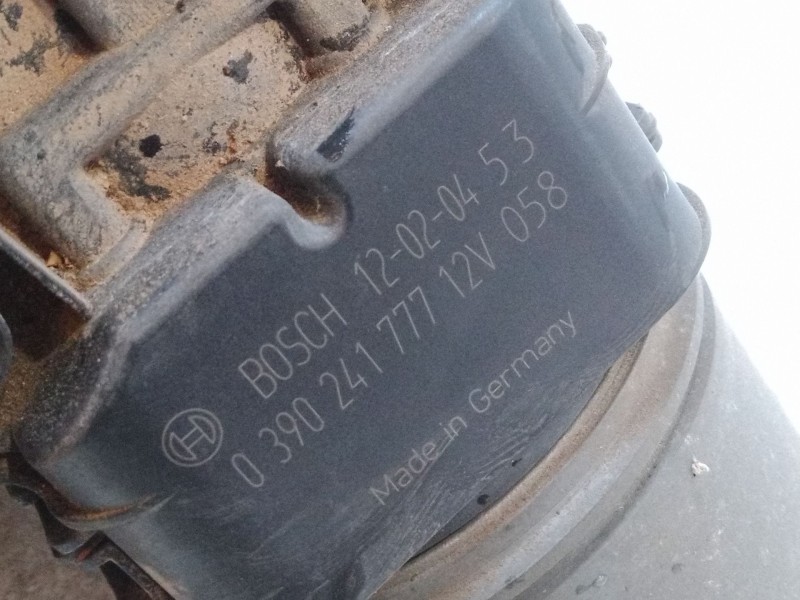 BOSCH 12-02-04 53
0 390 241 777 12V 058
Made in Germany